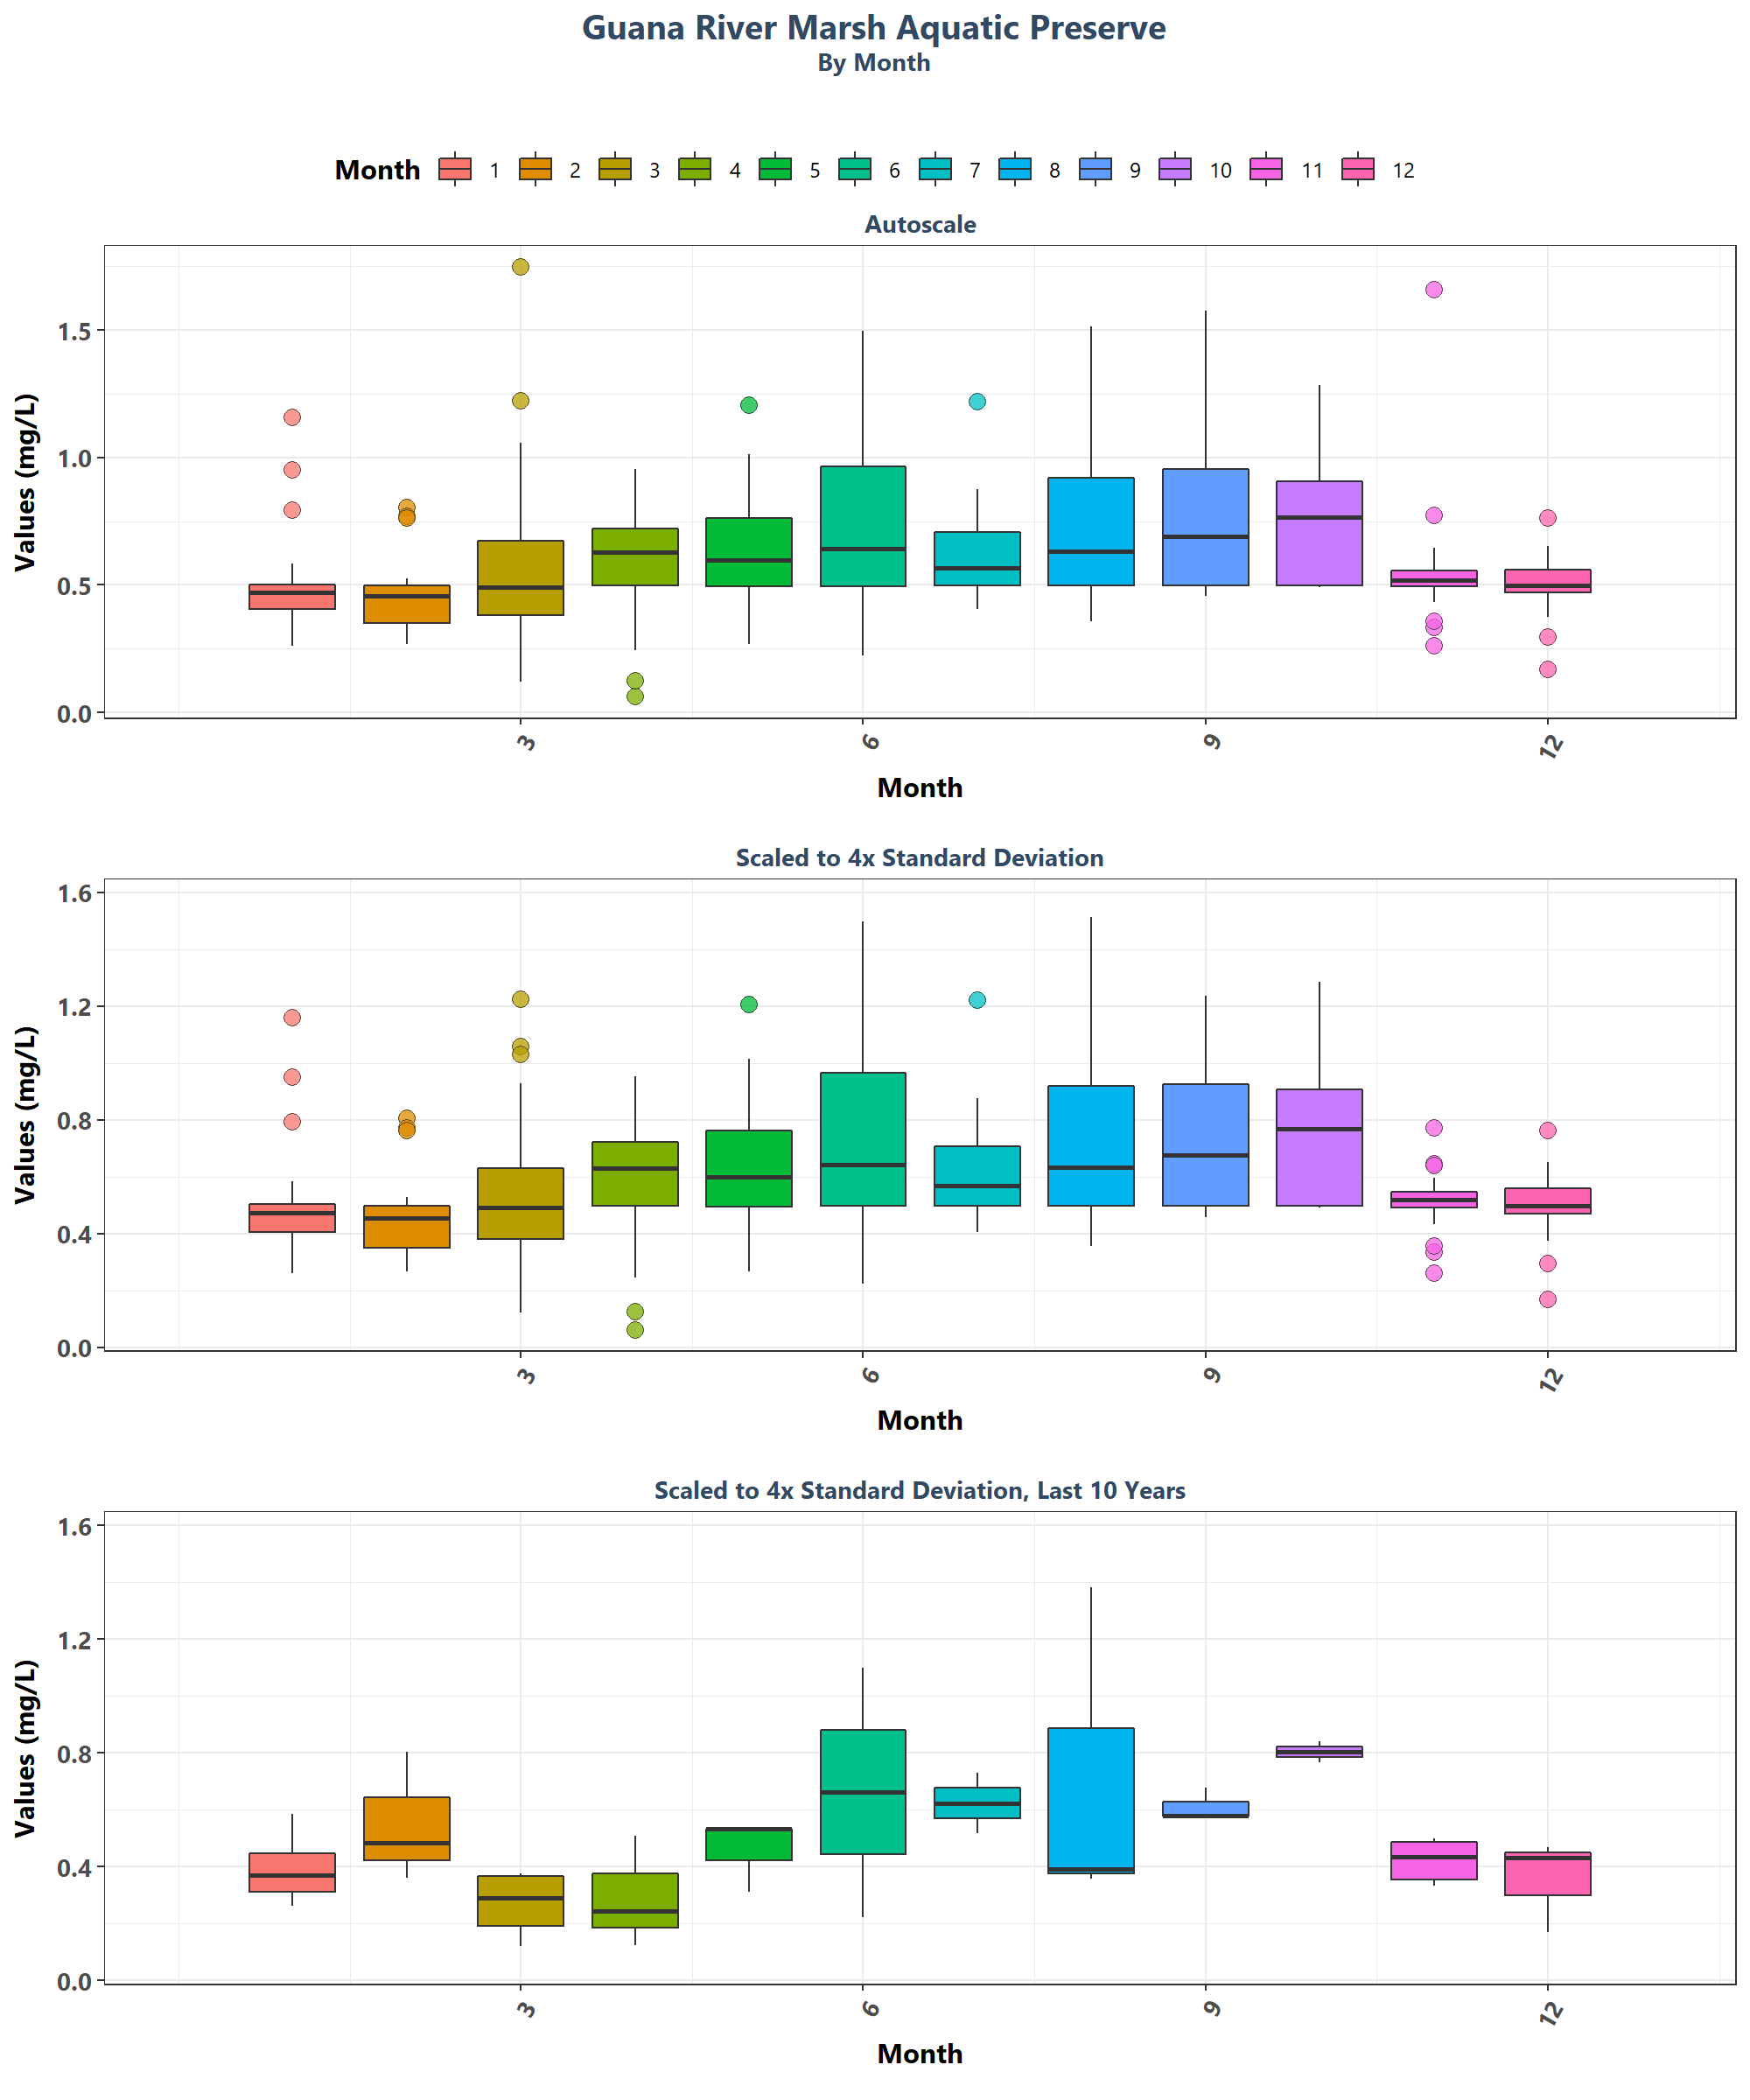 Guana River Marsh Aquatic Preserve
By Month
Month 1 2 3 4 5 6 7 8 9 10 11 12
Autoscale
Values (mg/L)
1.5
1.0
0.5
0.0
3 6 9 12
Month
Scaled to 4x Standard Deviation
Values (mg/L)
1.6
1.2
0.8
0.4
0.0
3 6 9 12
Month
Scaled to 4x Standard Deviation, Last 10 Years
Values (mg/L)
1.6
1.2
0.8
0.4
0.0
3 6 9 12
Month